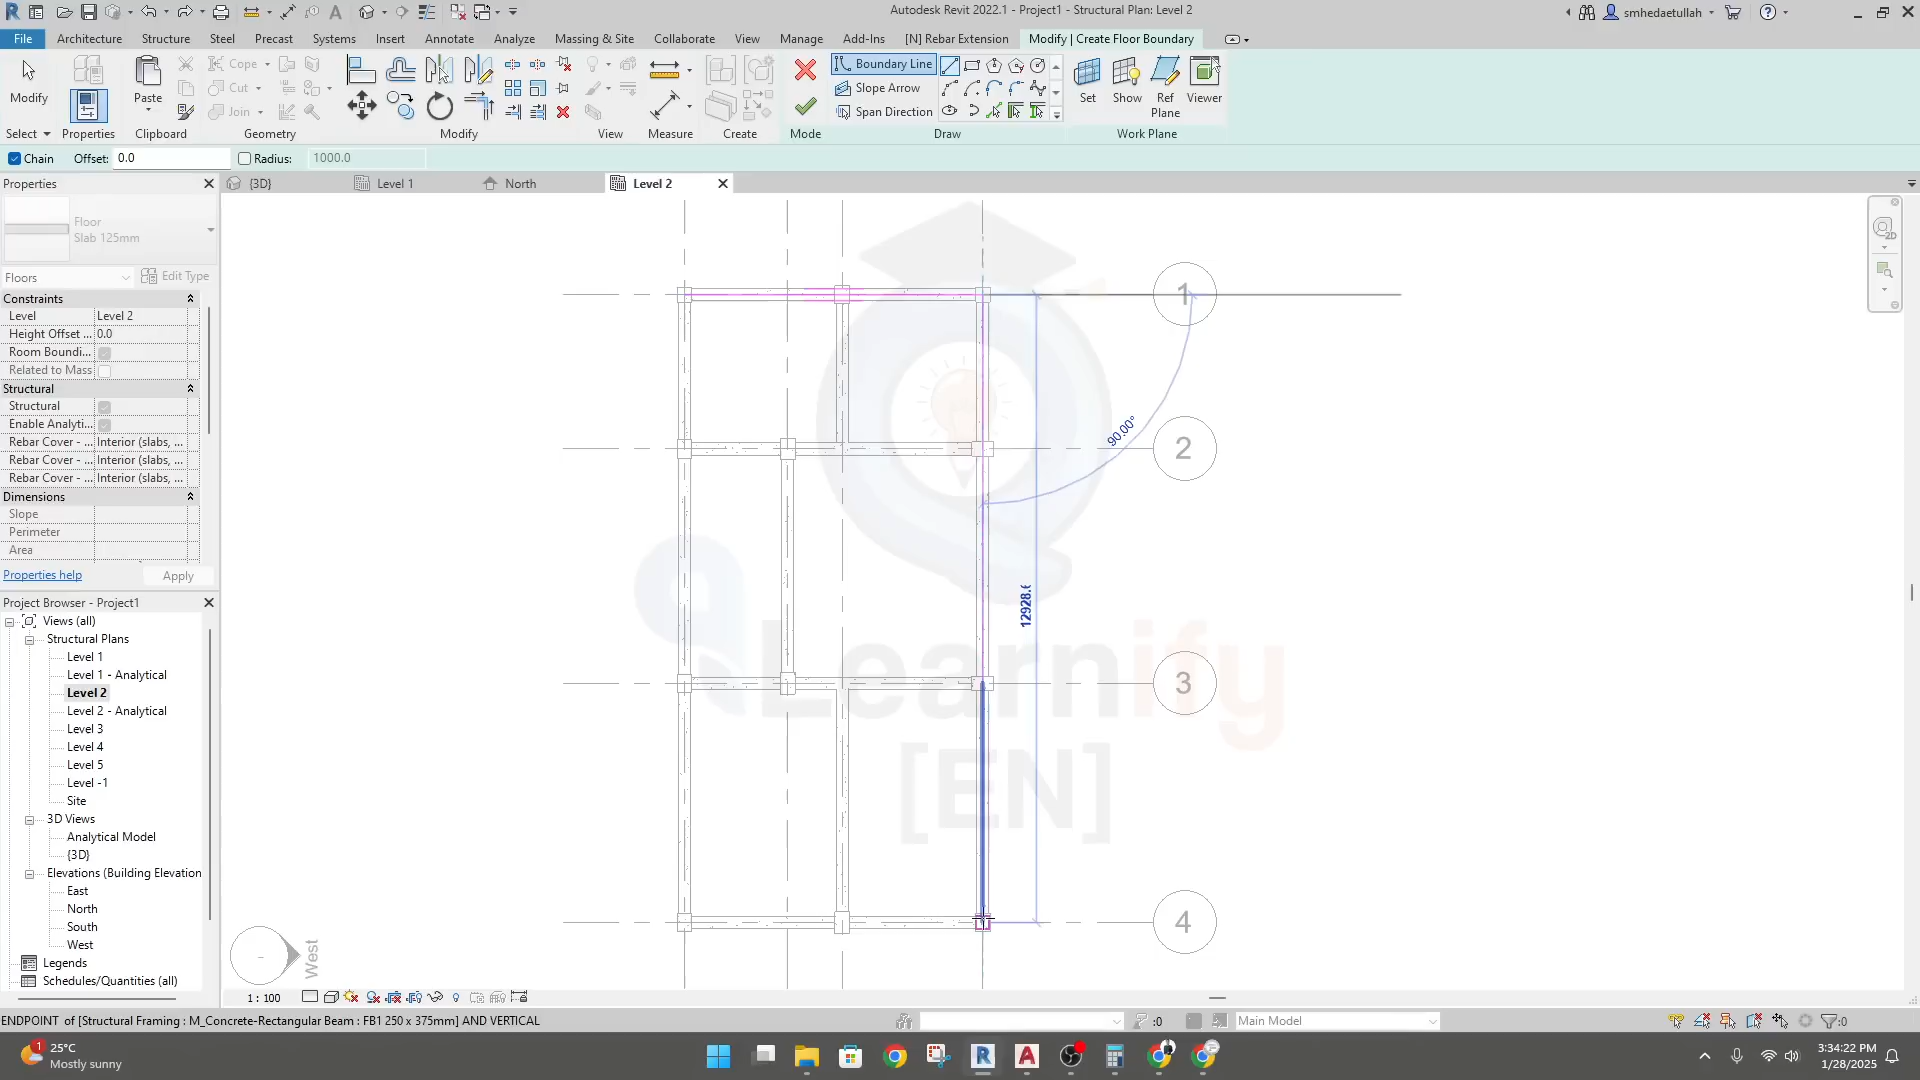 Autodesk Revit 2022.1 - Project1 - Structural Plan: Level 2
smhedaetullah
File Architecture Structure Steel Precast Systems Insert Annotate Analyze Massing & Site Collaborate View Manage Add-Ins [N] Rebar Extension Modify | Create Floor Boundary
Modify
Properties
Paste
Cope
Cut
Join
Boundary Line
Slope Arrow
Span Direction
Set
Show
Ref
Plane
Viewer
Select Properties Clipboard Geometry Modify View Measure Create Mode Draw Work Plane
Chain Offset: 0.0 Radius: 1000.0
Properties
{3D} Level 1 North Level 2
Floor
Slab 125mm
Floors Edit Type
Constraints
Level Level 2
Height Offset ... 0.0
Room Boundi...
Related to Mass
Structural
Structural
Enable Analyti...
Rebar Cover - ... Interior (slabs, ...
Rebar Cover - ... Interior (slabs, ...
Rebar Cover - ... Interior (slabs, ...
Dimensions
Slope
Perimeter
Area
Properties help Apply
Project Browser - Project1
Views (all)
Structural Plans
Level 1
Level 1 - Analytical
Level 2
Level 2 - Analytical
Level 3
Level 4
Level 5
Level -1
Site
3D Views
Analytical Model
{3D}
Elevations (Building Elevation
East
North
South
West
Legends
Schedules/Quantities (all)
1
2
3
4
90.00°
12928.6
Learnify
[EN]
West
2D
1 : 100
ENDPOINT of [Structural Framing : M_Concrete-Rectangular Beam : FB1 250 x 375mm] AND VERTICAL
:0
Main Model
:0
1
25°C
Mostly sunny
3:34:22 PM
1/28/2025